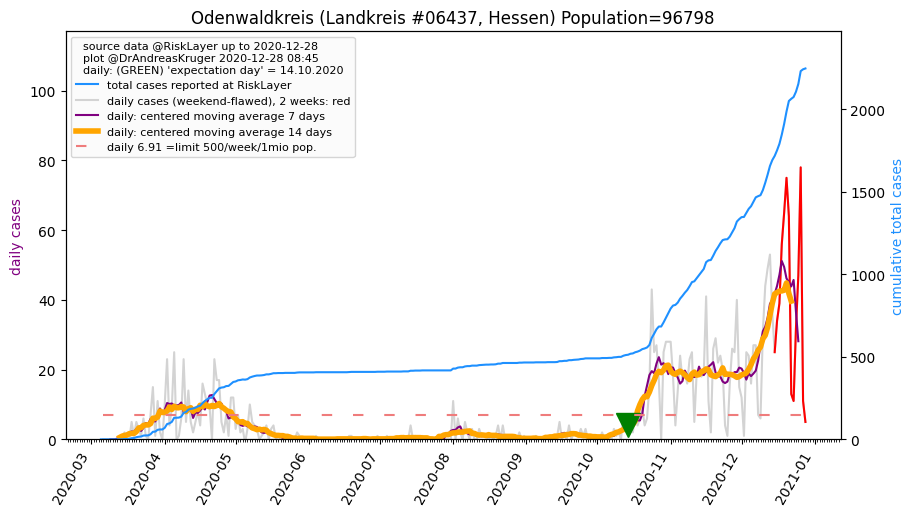 Odenwaldkreis (Landkreis #06437, Hessen) Population=96798
source data @RiskLayer up to 2020-12-28
plot @DrAndreasKruger 2020-12-28 08:45
daily: (GREEN) 'expectation day' = 14.10.2020
total cases reported at RiskLayer
daily cases (weekend-flawed), 2 weeks: red
daily: centered moving average 7 days
daily: centered moving average 14 days
daily 6.91 =limit 500/week/1mio pop.
daily cases
100
80
60
40
20
0
cumulative total cases
2000
1500
1000
500
0
2020-03
2020-04
2020-05
2020-06
2020-07
2020-08
2020-09
2020-10
2020-11
2020-12
2021-01